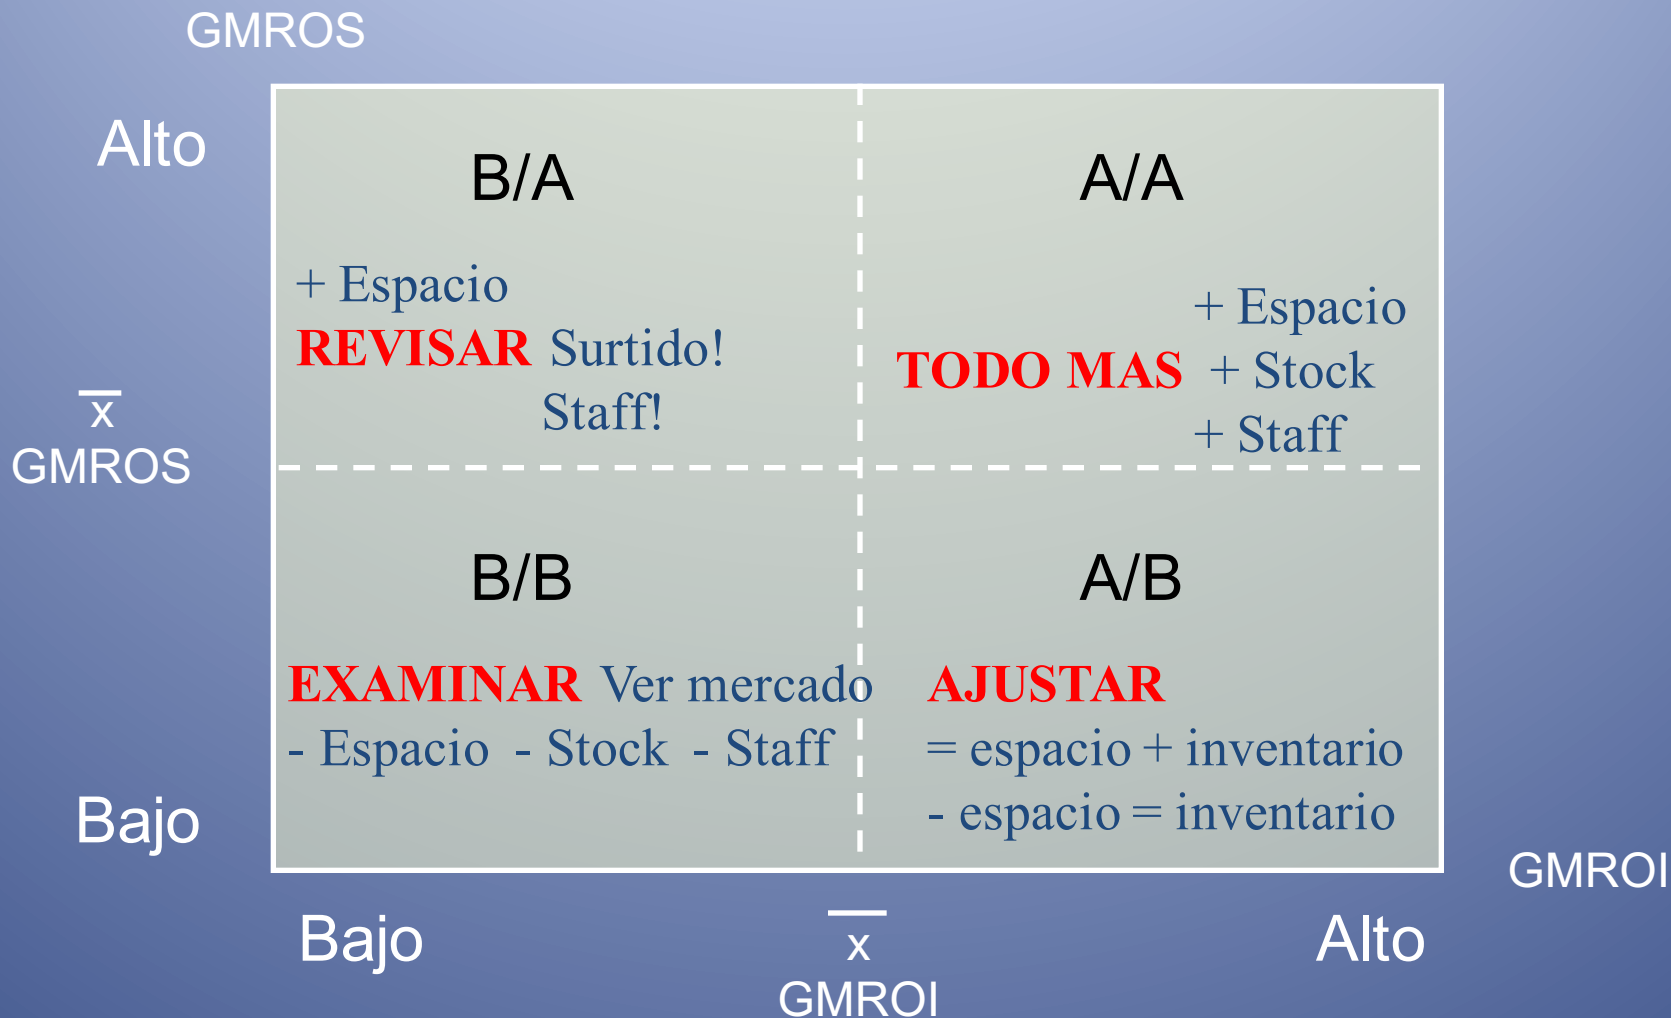 GMROS
Alto
B/A
A/A
+ Espacio
REVISAR Surtido!
Staff!
+ Espacio
TODO MAS + Stock
+ Staff
x
GMROS
B/B
A/B
EXAMINAR Ver mercado
- Espacio - Stock - Staff
AJUSTAR
= espacio + inventario
- espacio = inventario
Bajo
GMROI
Bajo
x
GMROI
Alto